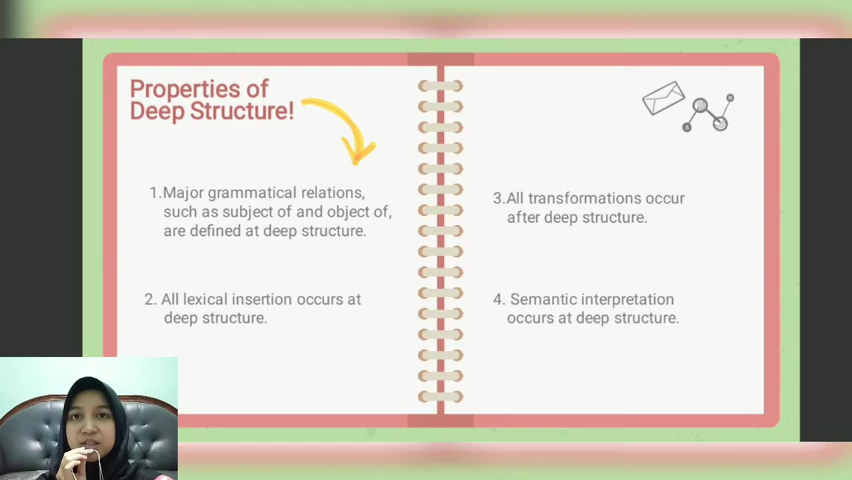 Properties of
Deep Structure!
1.Major grammatical relations,
such as subject of and object of,
are defined at deep structure.
2. All lexical insertion occurs at
deep structure.
3.All transformations occur
after deep structure.
4. Semantic interpretation
occurs at deep structure.